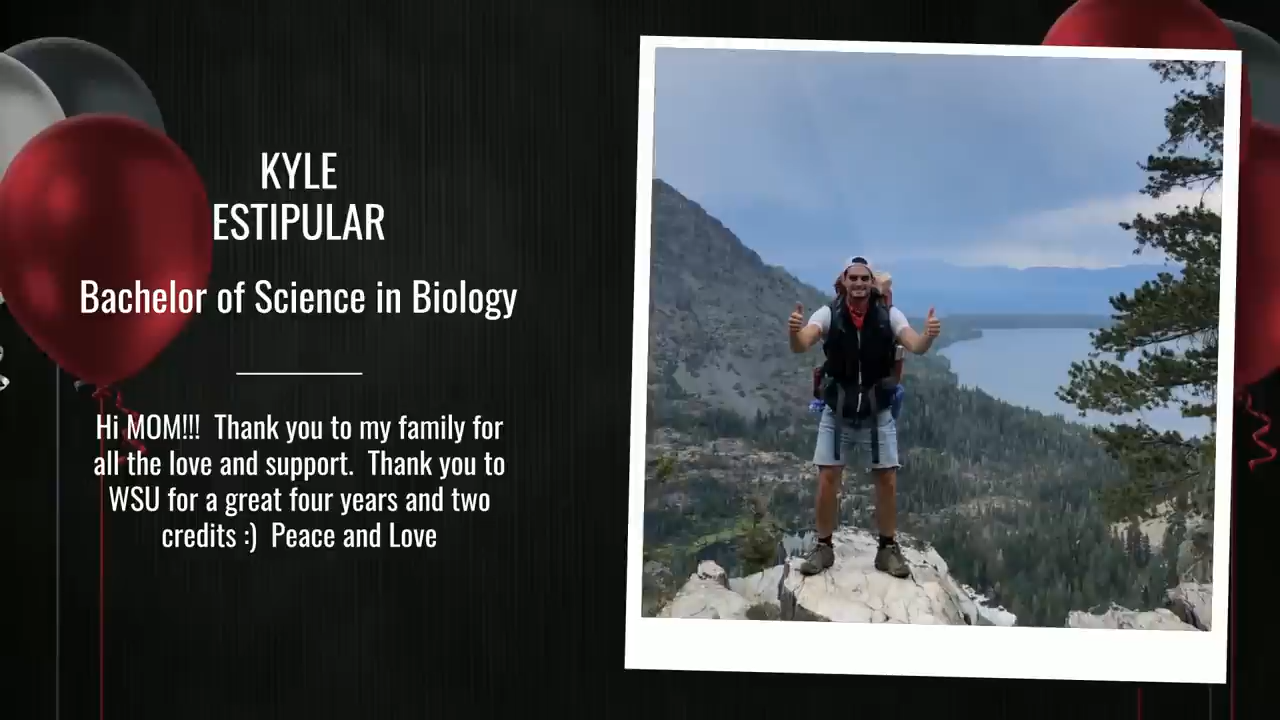 KYLE
ESTIPULAR
Bachelor of Science in Biology
Hi MOM!!!  Thank you to my family for
all the love and support.  Thank you to
WSU for a great four years and two
credits :)  Peace and Love